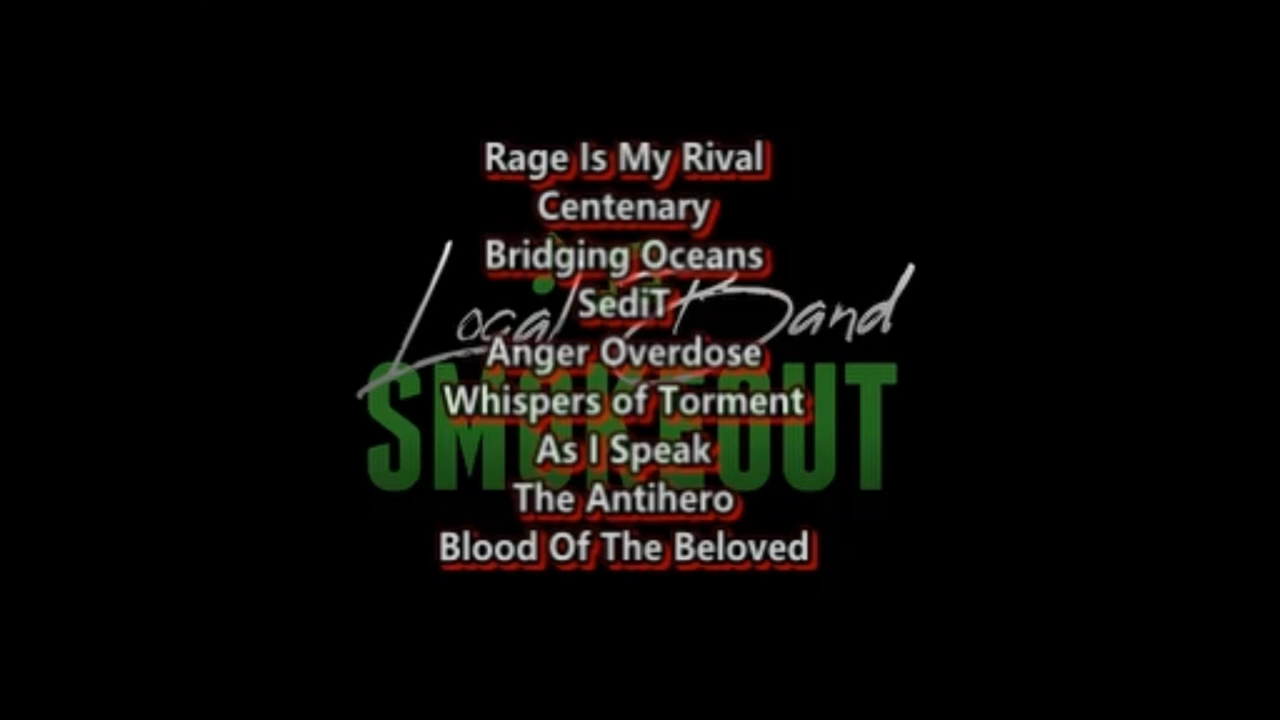 Rage Is My Rival
Centenary
Bridging Oceans
SediT
Anger Overdose
Whispers of Torment
As I Speak
The Antihero
Blood Of The Beloved
Local Band
SMOKEOUT